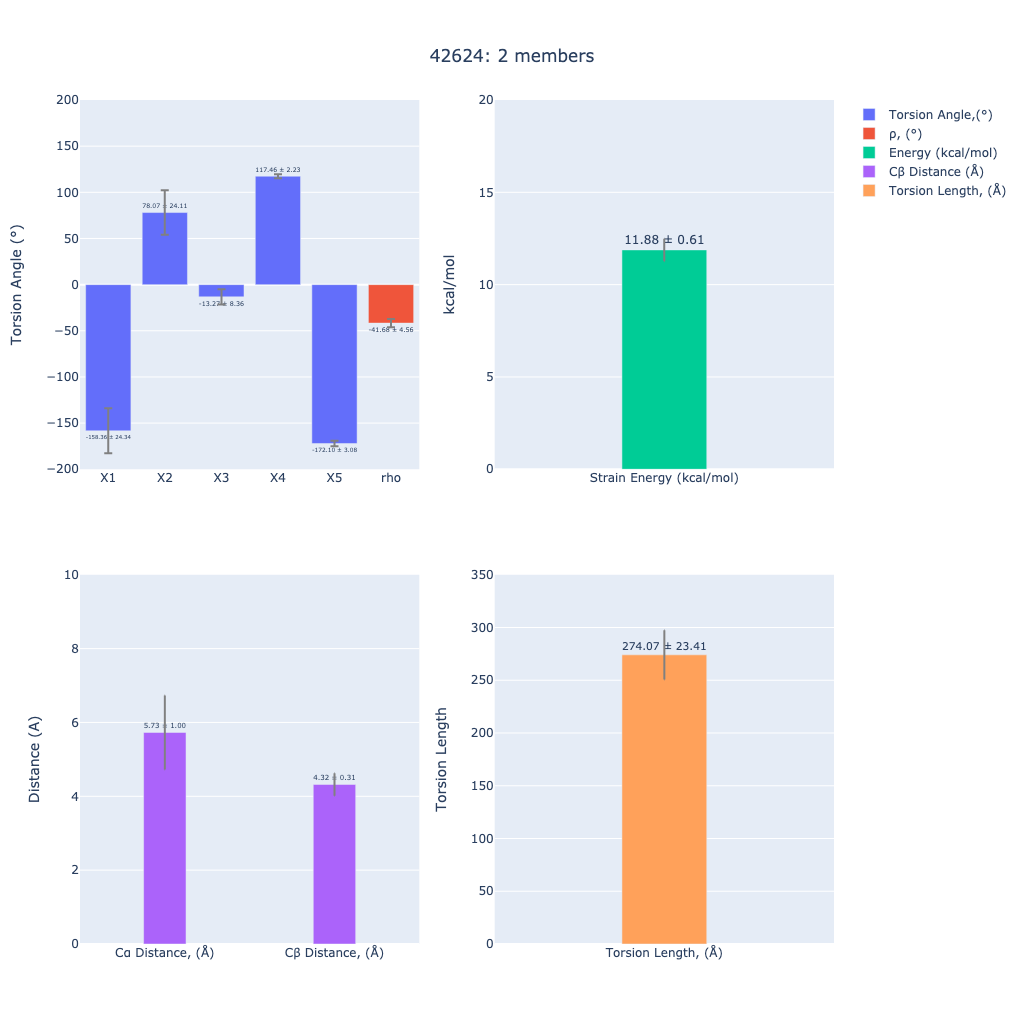 42624: 2 members
Torsion Angle (°)
200
150
100
50
0
−50
−100
−150
−200
-158.36 ± 24.34
78.07 ± 24.11
-13.27 ± 8.36
117.46 ± 2.23
-172.10 ± 3.08
-41.68 ± 4.56
X1 X2 X3 X4 X5 rho
kcal/mol
20
15
10
5
0
11.88 ± 0.61
Strain Energy (kcal/mol)
Torsion Angle,(°)
ρ, (°)
Energy (kcal/mol)
Cβ Distance (Å)
Torsion Length, (Å)
Distance (A)
10
8
6
4
2
0
5.73 ± 1.00
4.32 ± 0.31
Cα Distance, (Å) Cβ Distance, (Å)
Torsion Length
350
300
250
200
150
100
50
0
274.07 ± 23.41
Torsion Length, (Å)